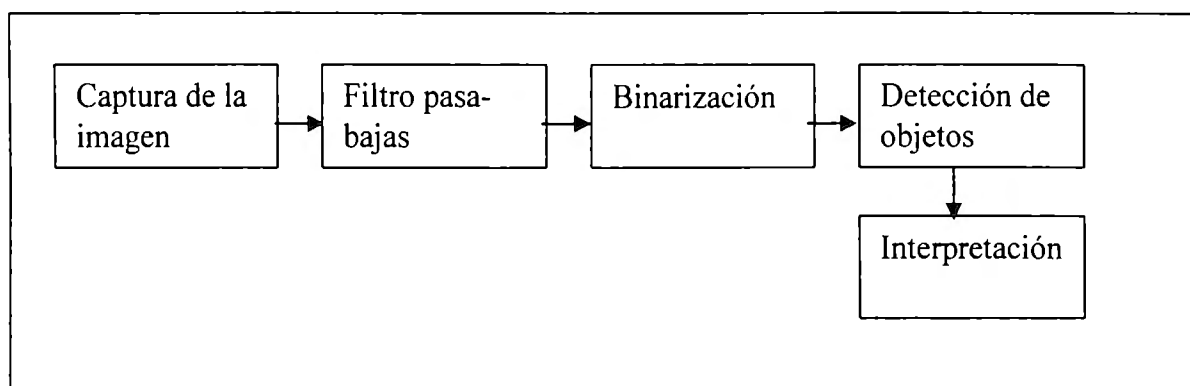 Captura de la
imagen
Filtro pasa-
bajas
Binarización
Detección de
objetos
Interpretación